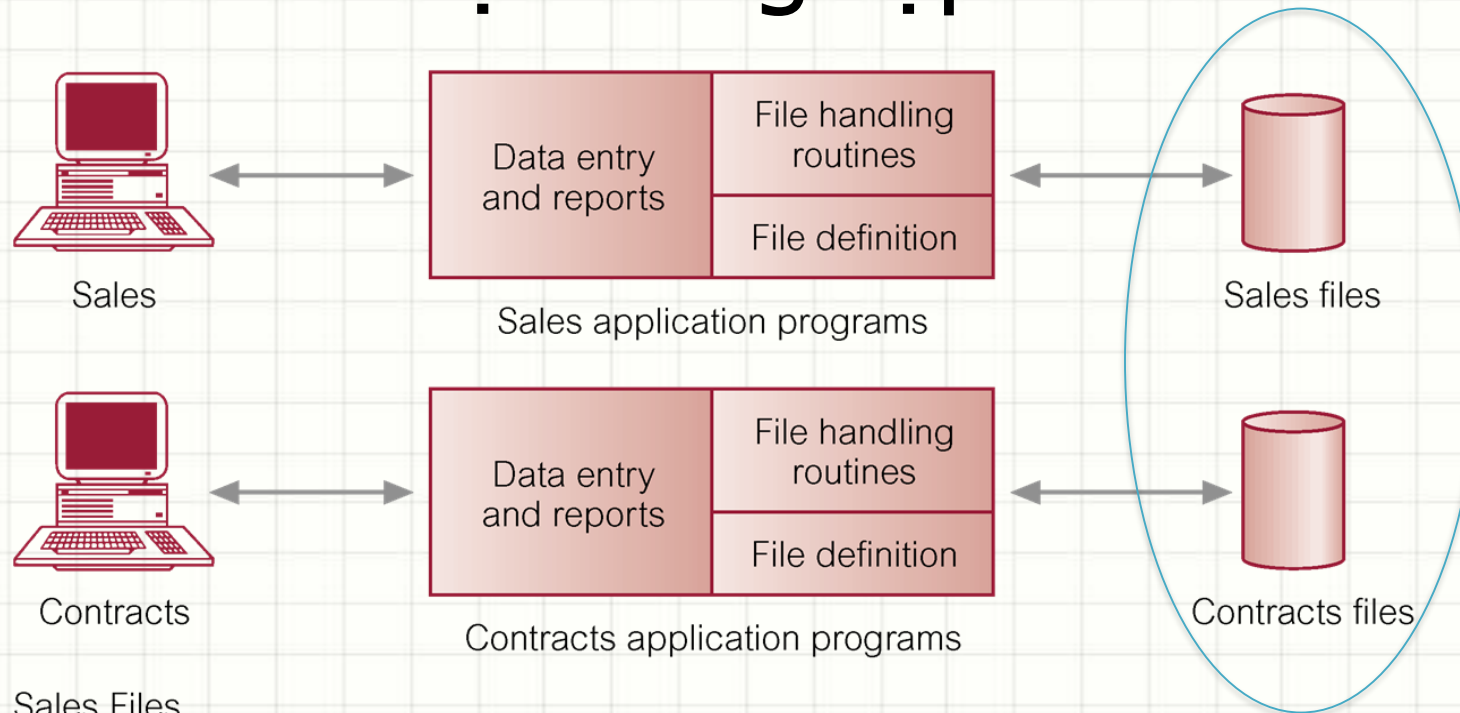 Data entry
and reports
File handling
routines
File definition
Sales
Sales application programs
Sales files
Data entry
and reports
File handling
routines
File definition
Contracts
Contracts application programs
Contracts files
Sales Files